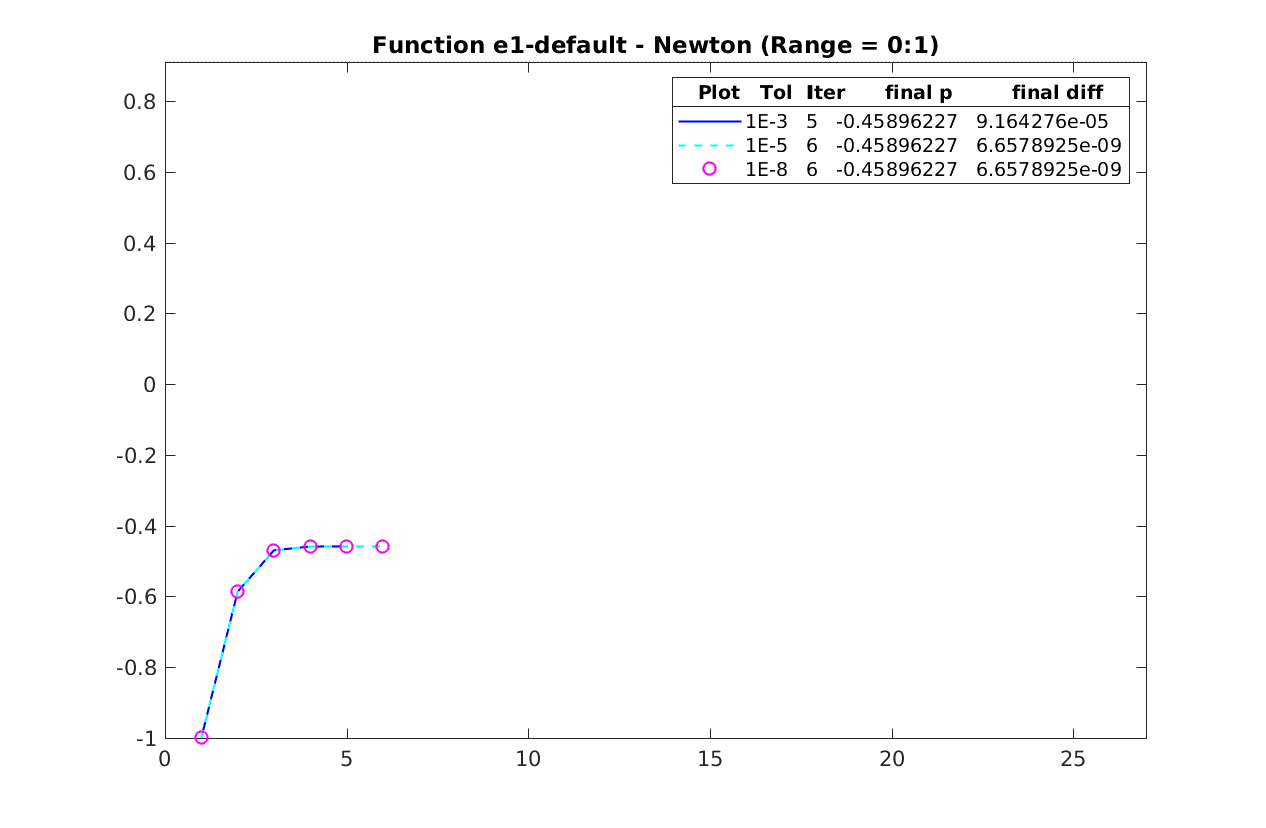 Function e1-default - Newton (Range = 0:1)
Plot Tol Iter final p final diff
1E-3 5 -0.45896227 9.164276e-05
1E-5 6 -0.45896227 6.6578925e-09
1E-8 6 -0.45896227 6.6578925e-09
0.8
0.6
0.4
0.2
0
-0.2
-0.4
-0.6
-0.8
-1
0 5 10 15 20 25